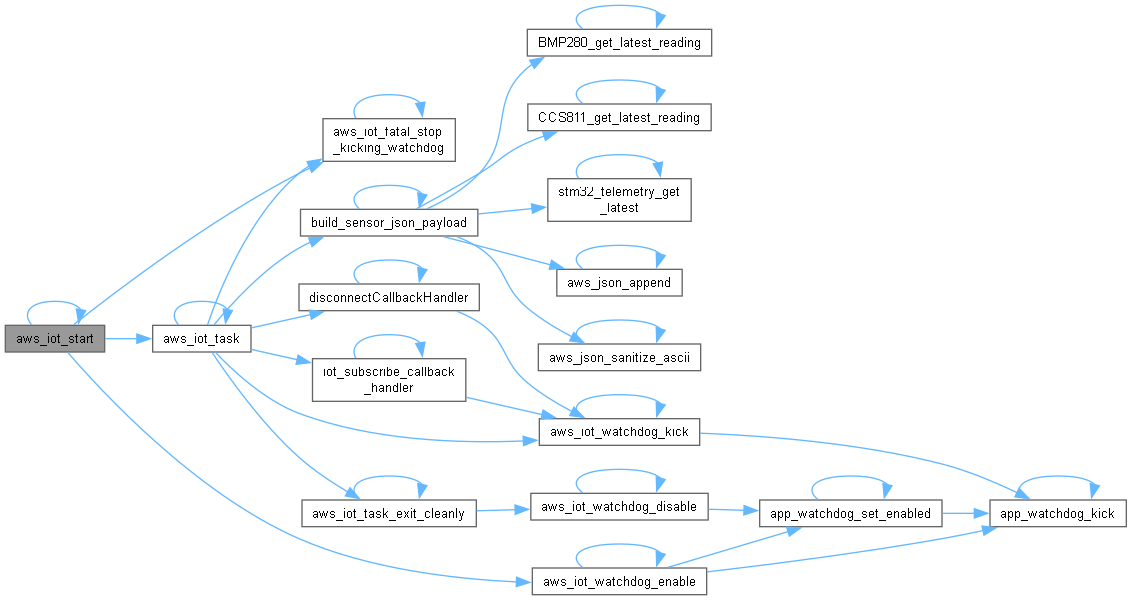 BMP280_get_latest_reading
CCS811_get_latest_reading
aws_iot_fatal_stop
_kicking_watchdog
stm32_telemetry_get
_latest
build_sensor_json_payload
aws_json_append
disconnectCallbackHandler
aws_iot_start
aws_iot_task
aws_json_sanitize_ascii
iot_subscribe_callback
_handler
aws_iot_watchdog_kick
aws_iot_task_exit_cleanly
aws_iot_watchdog_disable
app_watchdog_set_enabled
app_watchdog_kick
aws_iot_watchdog_enable